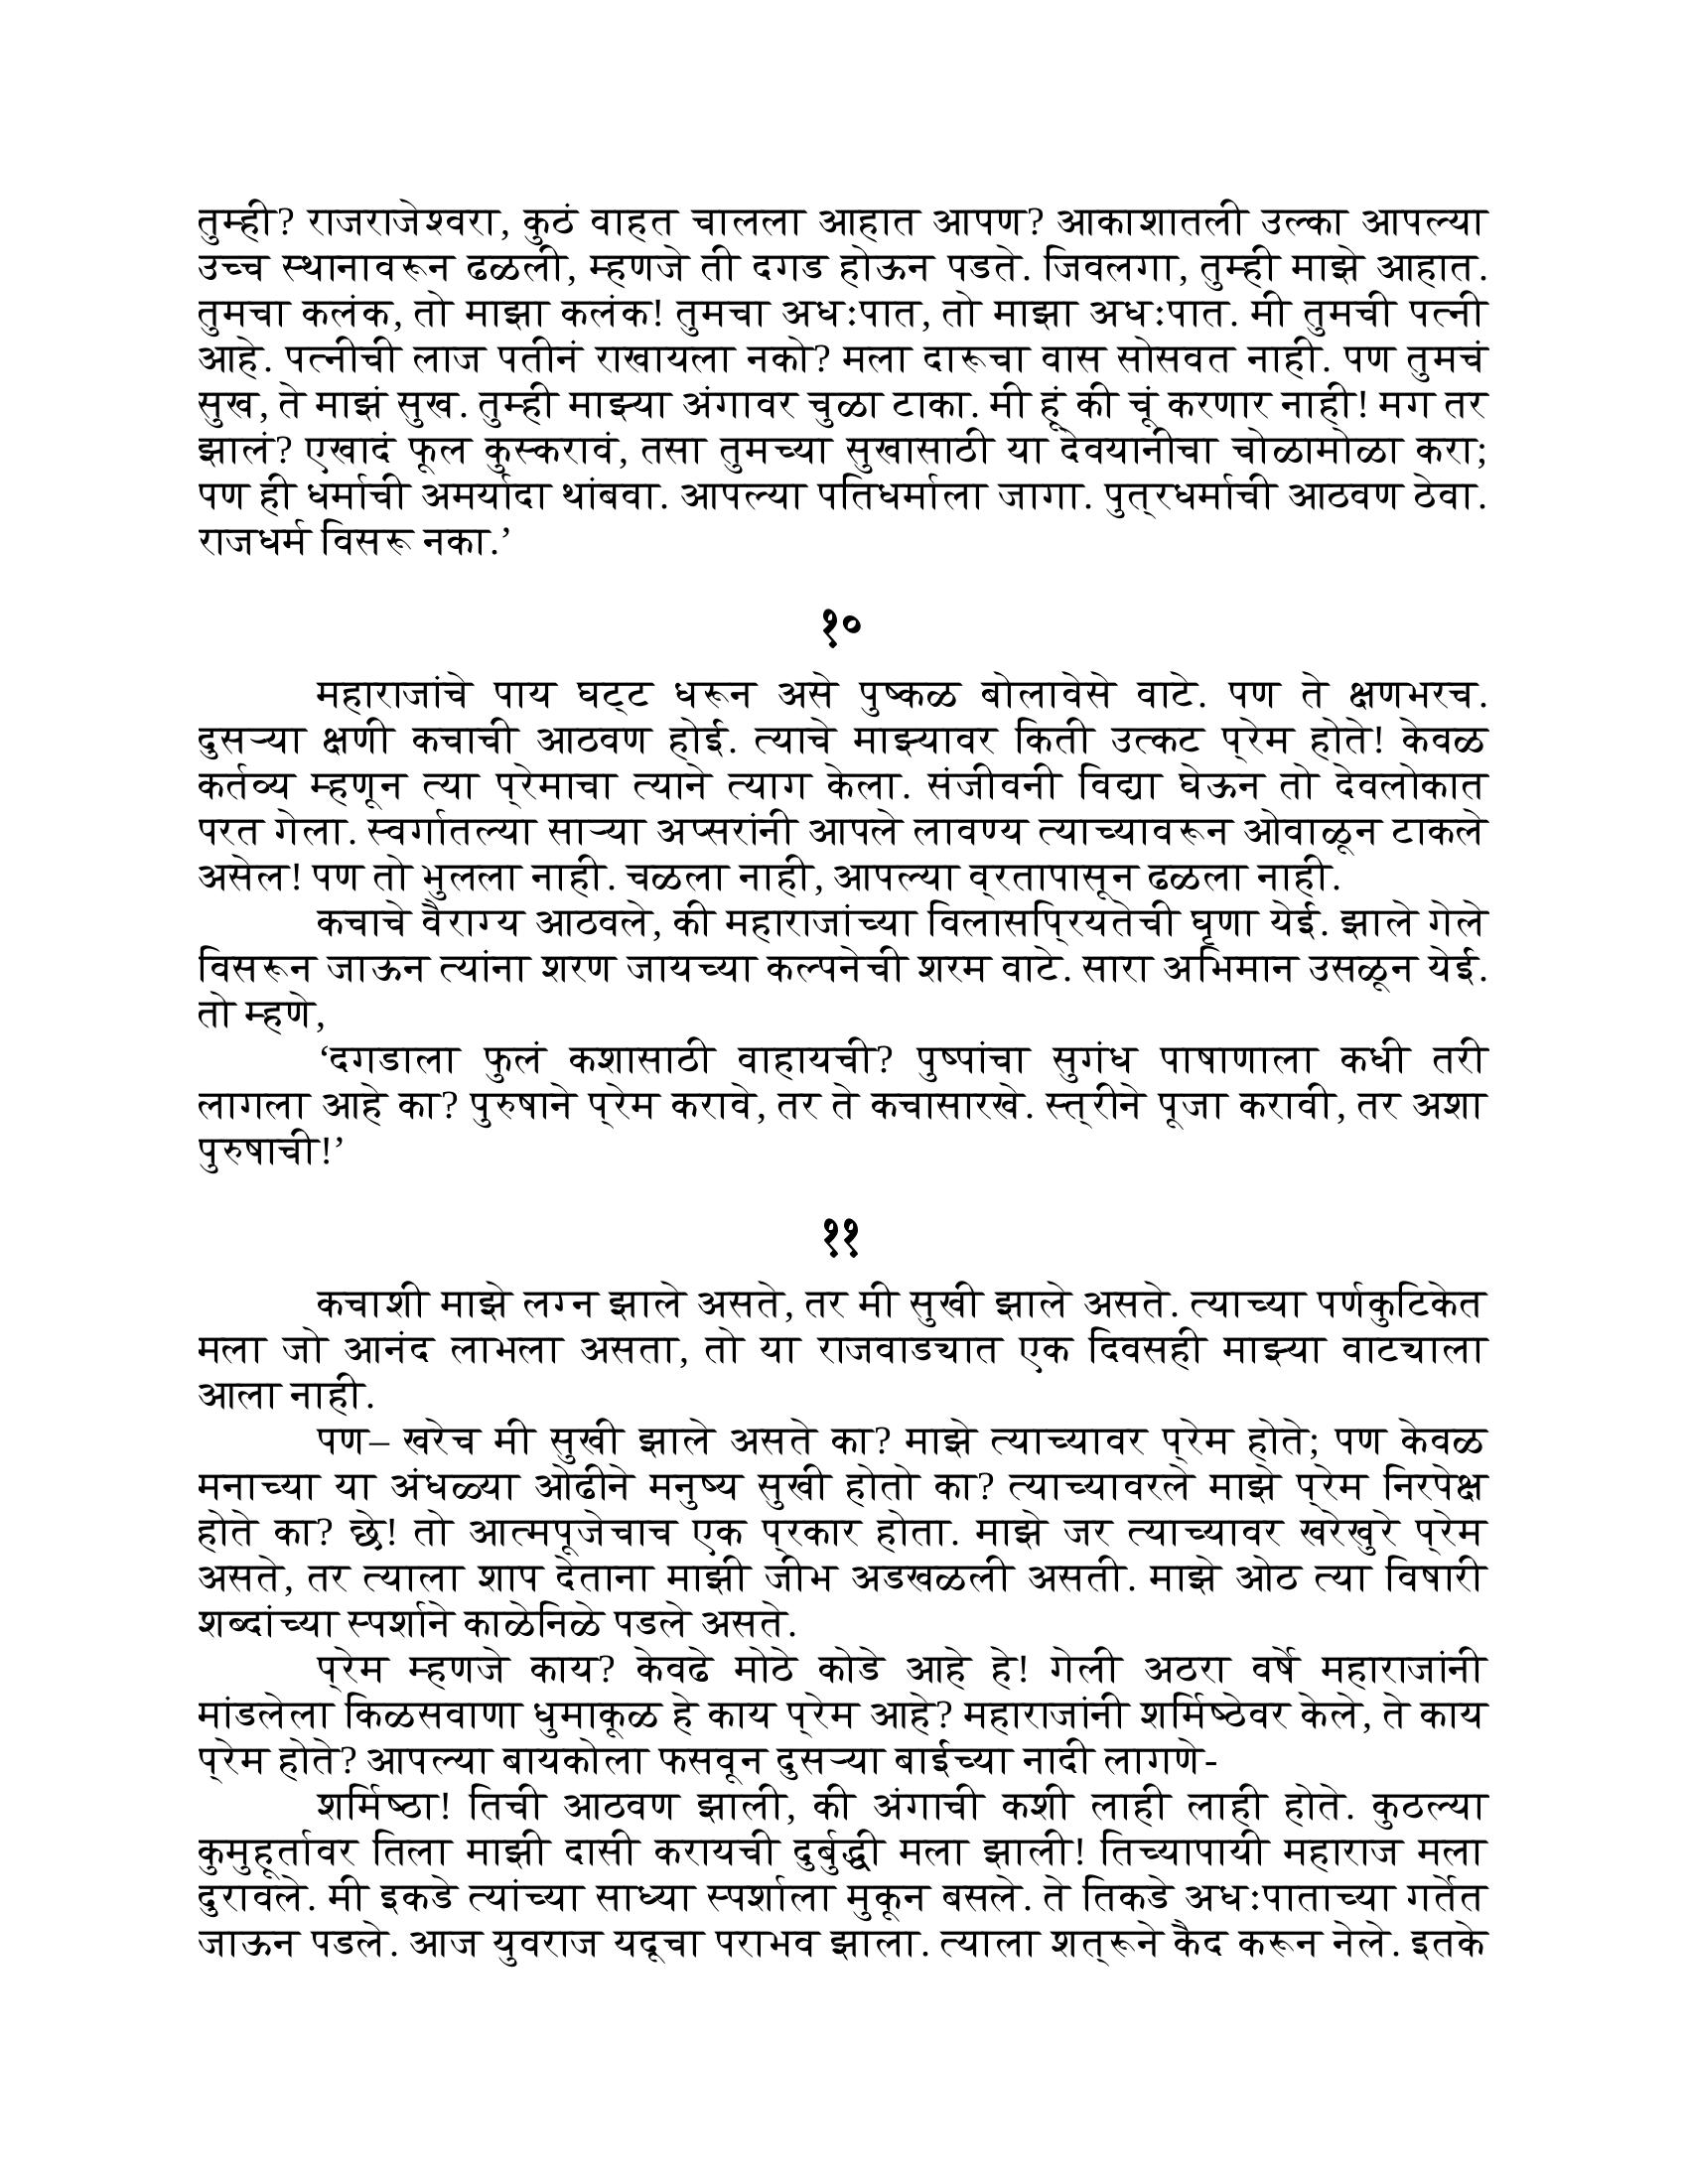 तुम्ही? राजराजेश्वरा, कुठं वाहत चालला आहात आपण? आकाशातली उल्का आपल्या
उच्च स्थानावरून ढळली, म्हणजे ती दगड होऊन पडते. जिवलगा, तुम्ही माझे आहात.
तुमचा कलंक, तो माझा कलंक! तुमचा अधःपात, तो माझा अधःपात. मी तुमची पत्नी
आहे. पत्नीची लाज पतीनं राखायला नको? मला दारूचा वास सोसवत नाही. पण तुमचं
सुख, ते माझं सुख. तुम्ही माझ्या अंगावर चुळा टाका. मी हूं की चूं करणार नाही! मग तर
झालं? एखादं फूल कुस्करावं, तसा तुमच्या सुखासाठी या देवयानीचा चोळामोळा करा;
पण ही धर्माची अमर्यादा थांबवा. आपल्या पतिधर्माला जागा. पुत्रधर्माची आठवण ठेवा.
राजधर्म विसरू नका.’
१०
महाराजांचे पाय घट्ट धरून असे पुष्कळ बोलावेसे वाटे. पण ते क्षणभरच.
दुसऱ्या क्षणी कचाची आठवण होई. त्याचे माझ्यावर किती उत्कट प्रेम होते! केवळ
कर्तव्य म्हणून त्या प्रेमाचा त्याने त्याग केला. संजीवनी विद्या घेऊन तो देवलोकात
परत गेला. स्वर्गातल्या साऱ्या अप्सरांनी आपले लावण्य त्याच्यावरून ओवाळून टाकले
असेल! पण तो भुलला नाही. चळला नाही, आपल्या व्रतापासून ढळला नाही.
कचाचे वैराग्य आठवले, की महाराजांच्या विलासप्रियतेची घृणा येई. झाले गेले
विसरून जाऊन त्यांना शरण जायच्या कल्पनेची शरम वाटे. सारा अभिमान उसळून येई.
तो म्हणे,
‘दगडाला फुलं कशासाठी वाहायची? पुष्पांचा सुगंध पाषाणाला कधी तरी
लागला आहे का? पुरुषाने प्रेम करावे, तर ते कचासारखे. स्त्रीने पूजा करावी, तर अशा
पुरुषाची!’
११
कचाशी माझे लग्न झाले असते, तर मी सुखी झाले असते. त्याच्या पर्णकुटिकेत
मला जो आनंद लाभला असता, तो या राजवाड्यात एक दिवसही माझ्या वाट्याला
आला नाही.
पण– खरेच मी सुखी झाले असते का? माझे त्याच्यावर प्रेम होते; पण केवळ
मनाच्या या अंधळ्या ओढीने मनुष्य सुखी होतो का? त्याच्यावरले माझे प्रेम निरपेक्ष
होते का? छे! तो आत्मपूजेचाच एक प्रकार होता. माझे जर त्याच्यावर खरेखुरे प्रेम
असते, तर त्याला शाप देताना माझी जीभ अडखळली असती. माझे ओठ त्या विषारी
शब्दांच्या स्पर्शाने काळेनिळे पडले असते.
प्रेम म्हणजे काय? केवढे मोठे कोडे आहे हे! गेली अठरा वर्षे महाराजांनी
मांडलेला किळसवाणा धुमाकूळ हे काय प्रेम आहे? महाराजांनी शर्मिष्ठेवर केले, ते काय
प्रेम होते? आपल्या बायकोला फसवून दुसऱ्या बाईच्या नादी लागणे-
शर्मिष्ठा! तिची आठवण झाली, की अंगाची कशी लाही लाही होते. कुठल्या
कुमुहूर्तावर तिला माझी दासी करायची दुर्बुद्धी मला झाली! तिच्यापायी महाराज मला
दुरावले. मी इकडे त्यांच्या साध्या स्पर्शाला मुकून बसले. ते तिकडे अधःपाताच्या गर्तेत
जाऊन पडले. आज युवराज यदूचा पराभव झाला. त्याला शत्रूने कैद करून नेले. इतके